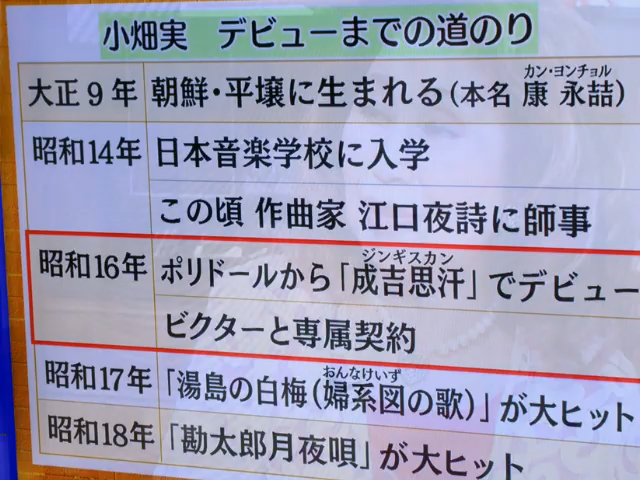 小畑実 デビューまでの道のり
カン・ヨンチョル
大正9年 朝鮮・平壌に生まれる(本名 康 永喆)
昭和14年 日本音楽学校に入学
この頃 作曲家 江口夜詩に師事
ジンギスカン
昭和16年 ポリドールから「成吉思汗」でデビュー
ビクターと専属契約
おんなけいず
昭和17年 「湯島の白梅(婦系図の歌)」が大ヒット
昭和18年 「勘太郎月夜唄」が大ヒット